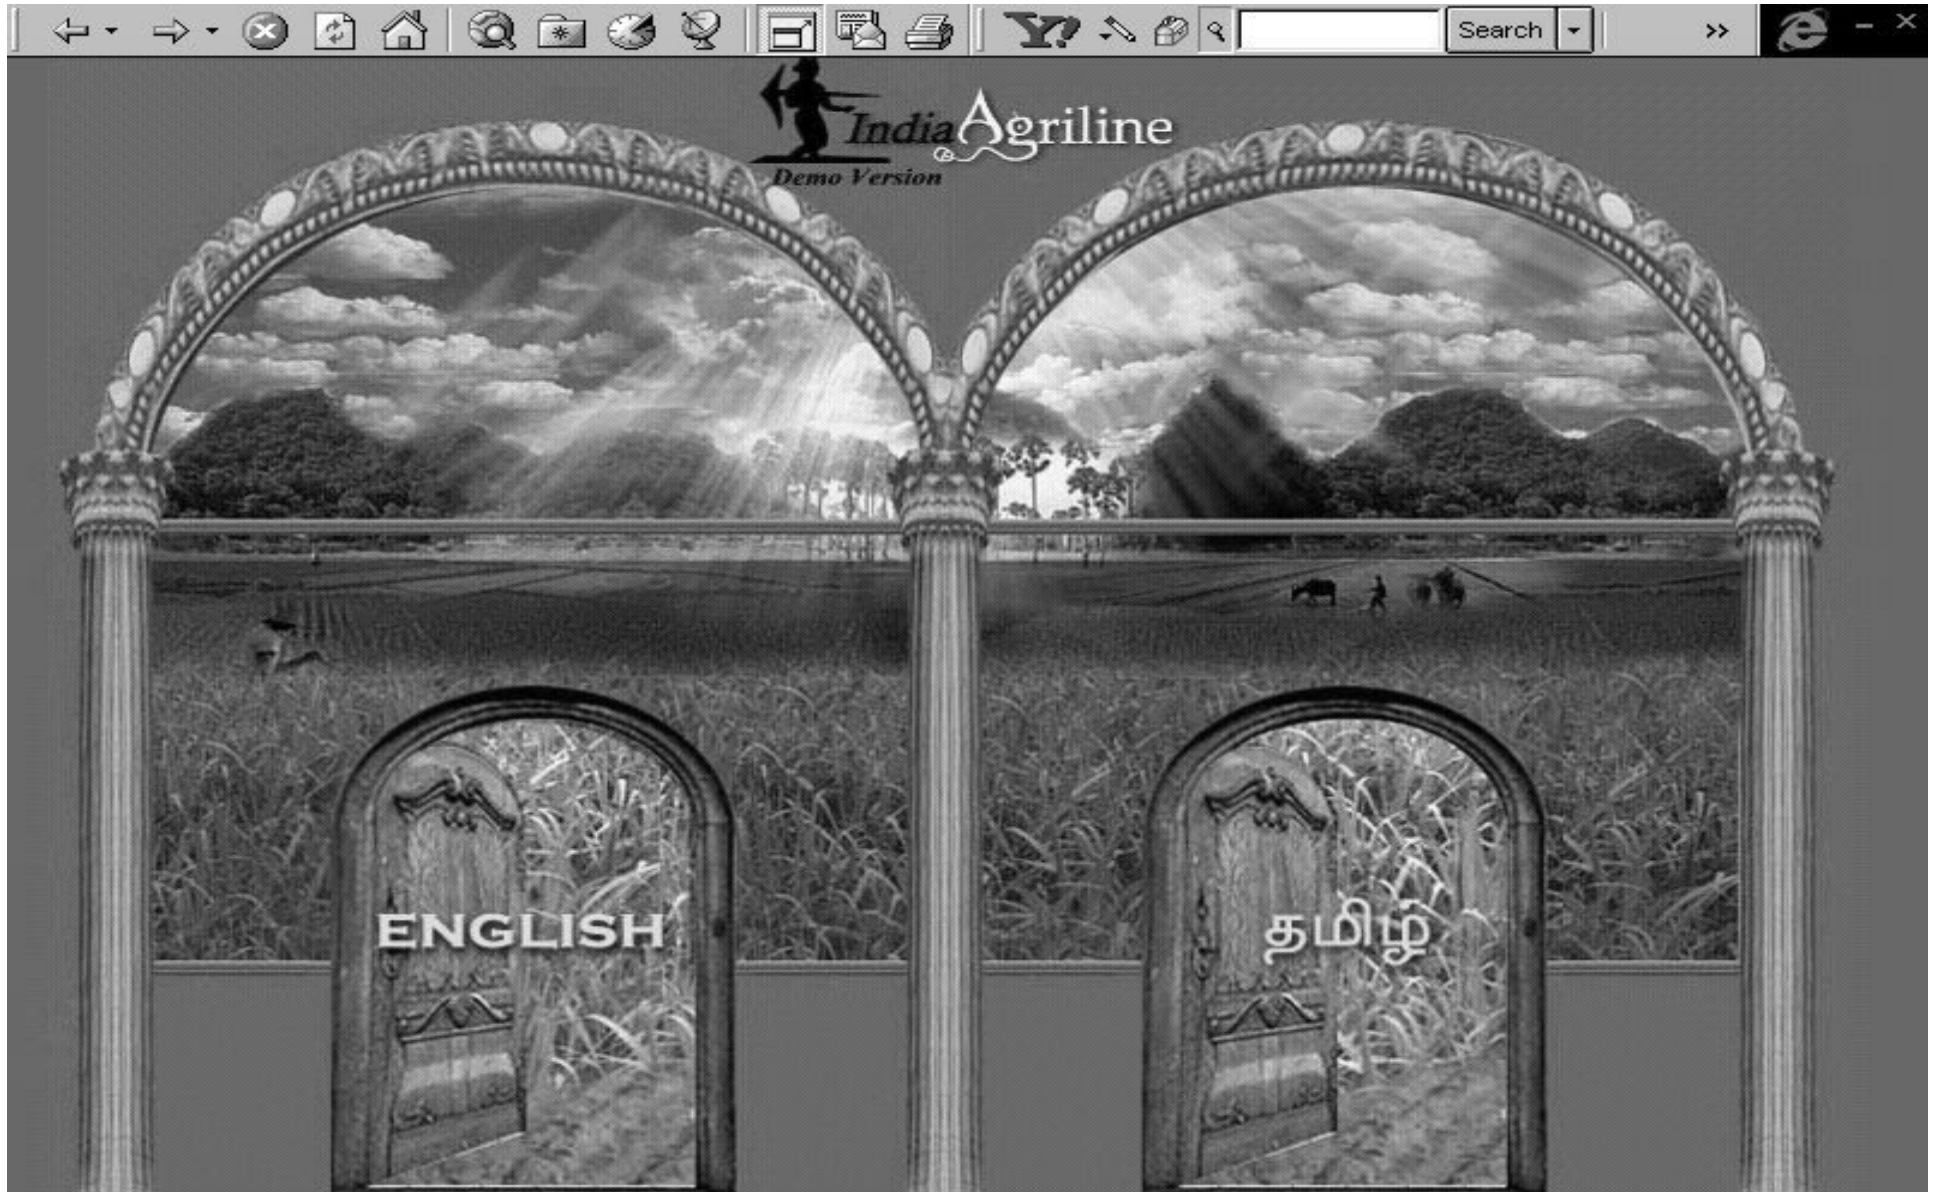 Y! Search
India Agriline
Demo Version
ENGLISH
தமிழ்